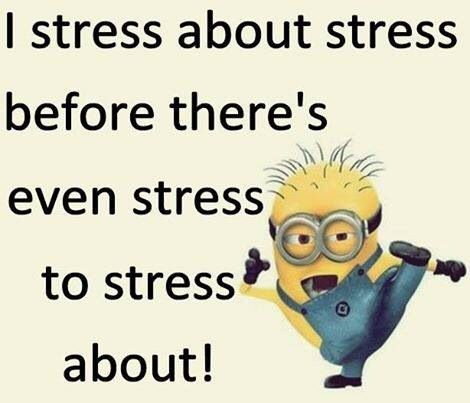 I stress about stress
before there's
even stress
to stress
about!